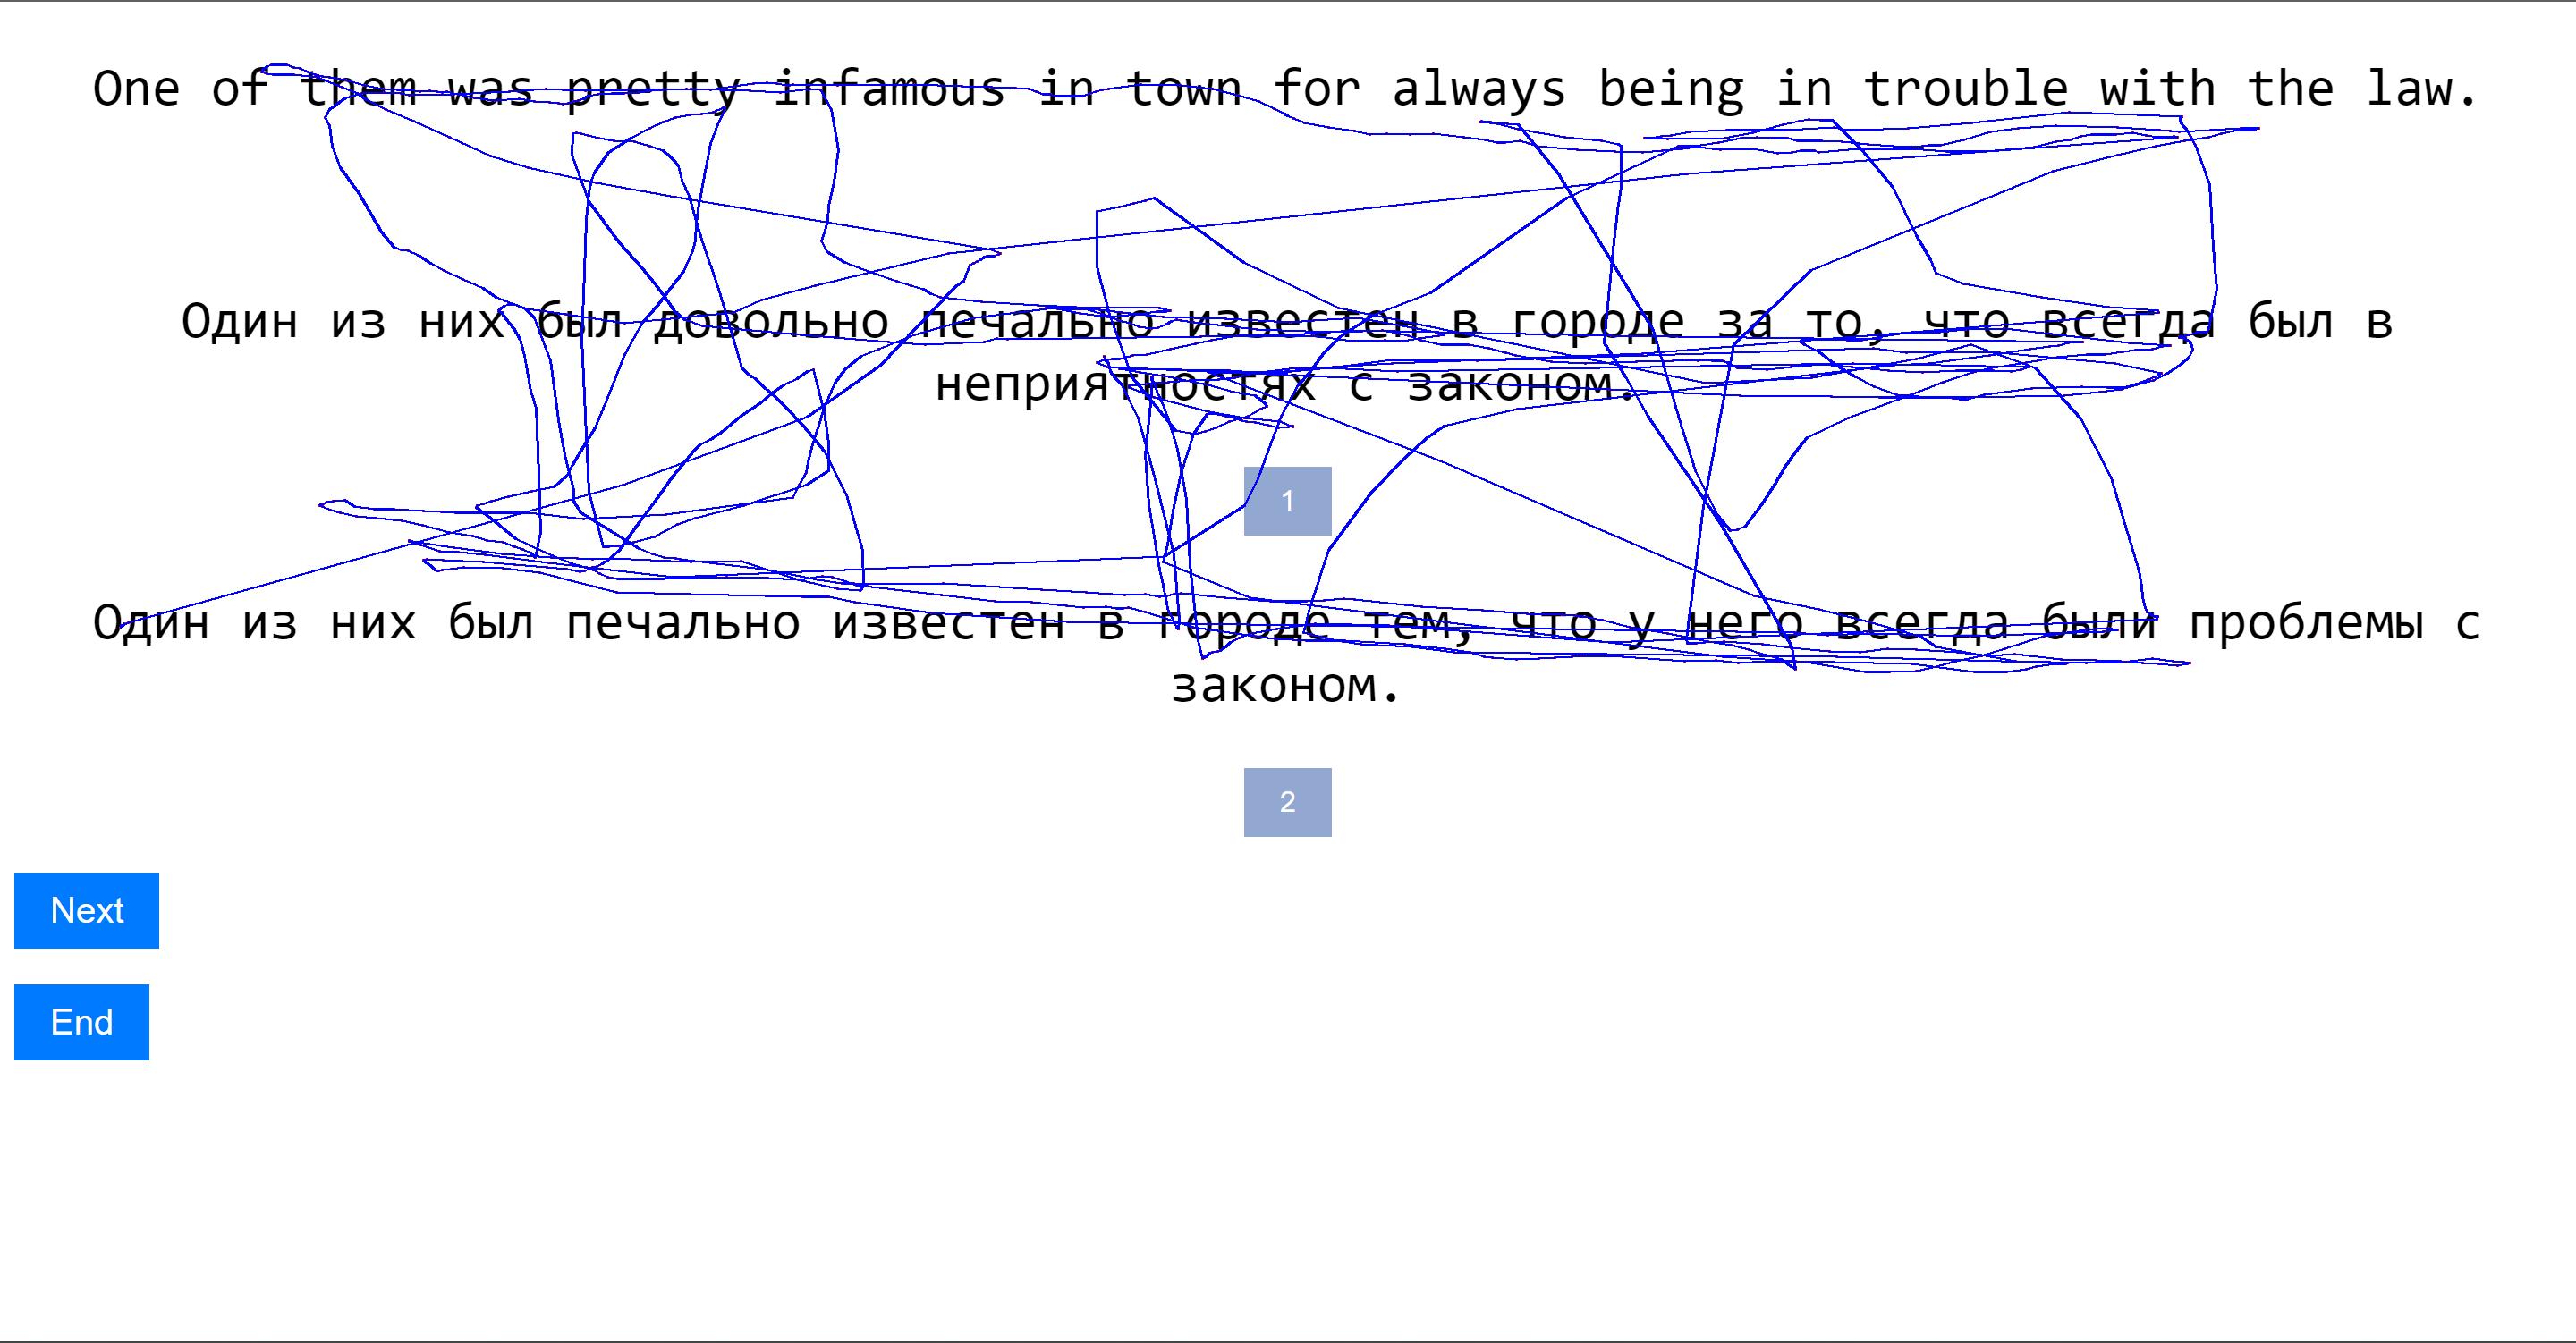 One of them was pretty infamous in town for always being in trouble with the law.
Один из них был довольно печально известен в городе за то, что всегда был в
неприятностях с законом.
1
Один из них был печально известен в городе тем, что у него всегда были проблемы с
законом.
2
Next
End